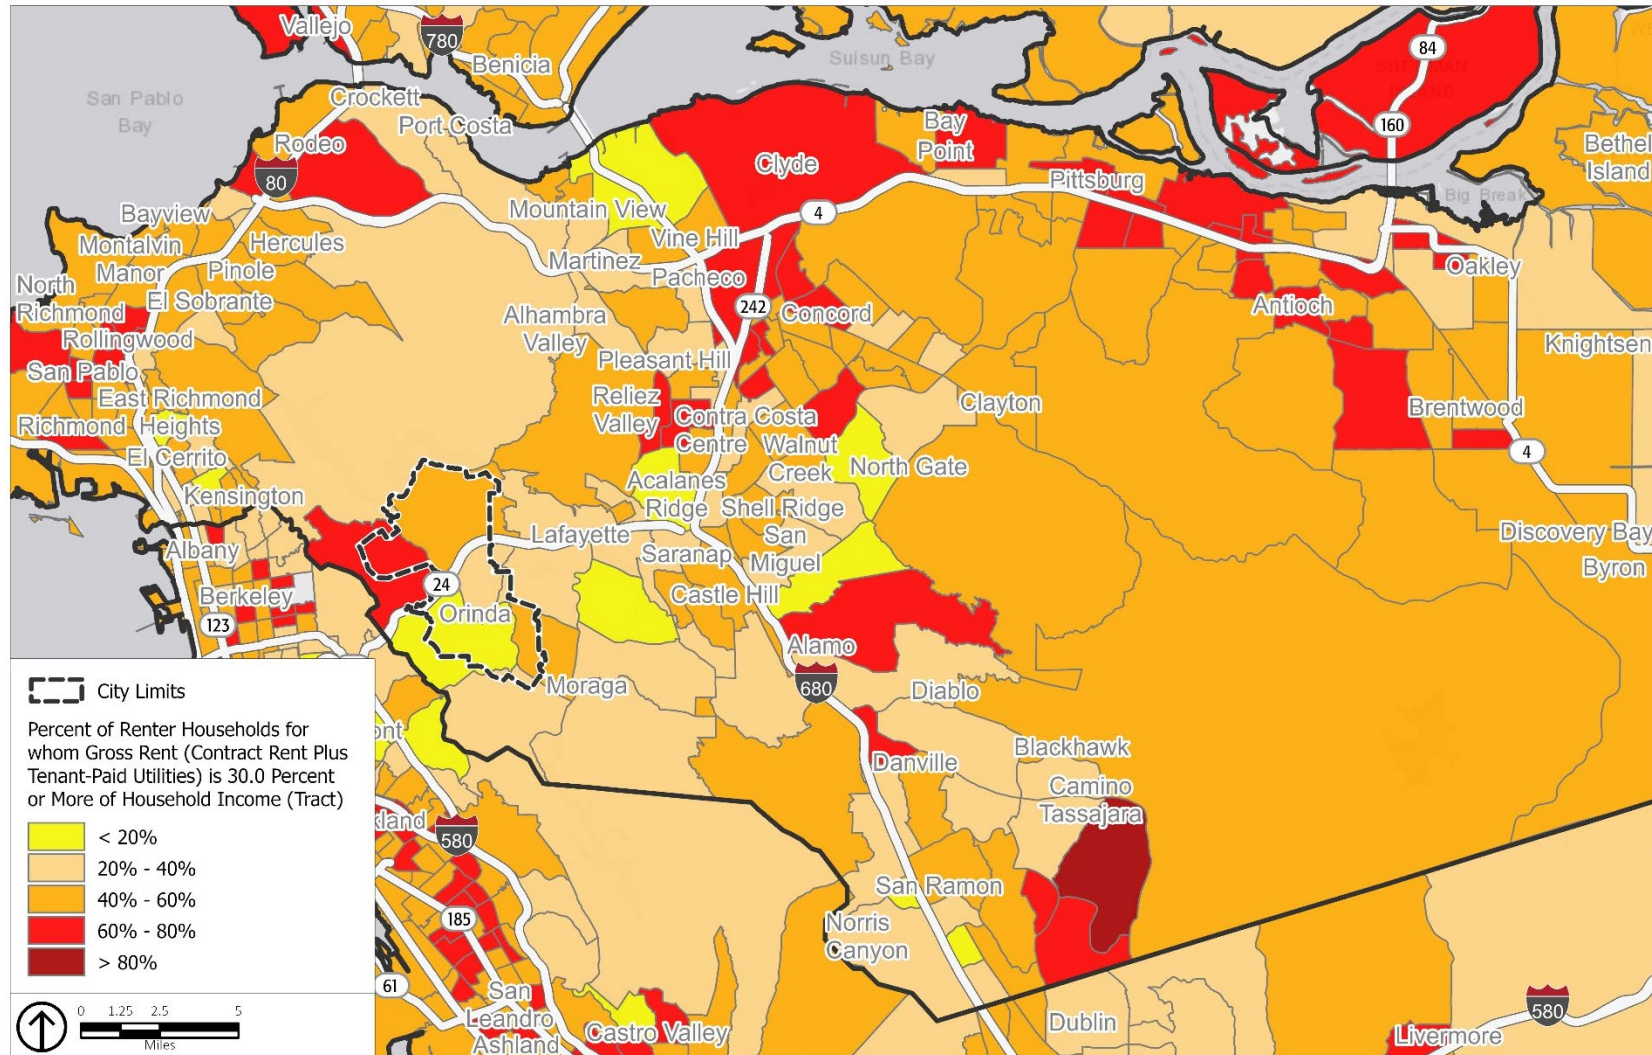 Vallejo
780
Benicia
Suisun Bay
84
SHERMAN
ISLAND
San Pablo
Bay
Crockett
Port Costa
Rodeo
80
Bay
Point
Clyde
160
Bethel
Island
Pittsburg
Big Break
Bayview
Mountain View
4
Montalvin
Manor
Hercules
Pinole
Vine Hill
Martinez
Pacheco
Oakley
North
Richmond
El Sobrante
Alhambra
Valley
242
Concord
Antioch
Rollingwood
Pleasant Hill
Knightsen
San Pablo
Reliez
Valley
Clayton
East Richmond
Heights
Contra Costa
Centre
Brentwood
Richmond
Walnut
Creek
4
El Cerrito
North Gate
Kensington
Acalanes
Ridge
Shell Ridge
Lafayette
San
Miguel
Discovery Bay
Albany
Saranap
Byron
24
Berkeley
Castle Hill
Orinda
123
Alamo
Moraga
680
Diablo
ont
Blackhawk
Danville
Camino
Tassajara
kland
580
San Ramon
185
Norris
Canyon
61
San
Leandro
Ashland
Castro Valley
Dublin
580
Livermore
City Limits
Percent of Renter Households for
whom Gross Rent (Contract Rent Plus
Tenant-Paid Utilities) is 30.0 Percent
or More of Household Income (Tract)
< 20%
20% - 40%
40% - 60%
60% - 80%
> 80%
0 1.25 2.5 5
Miles